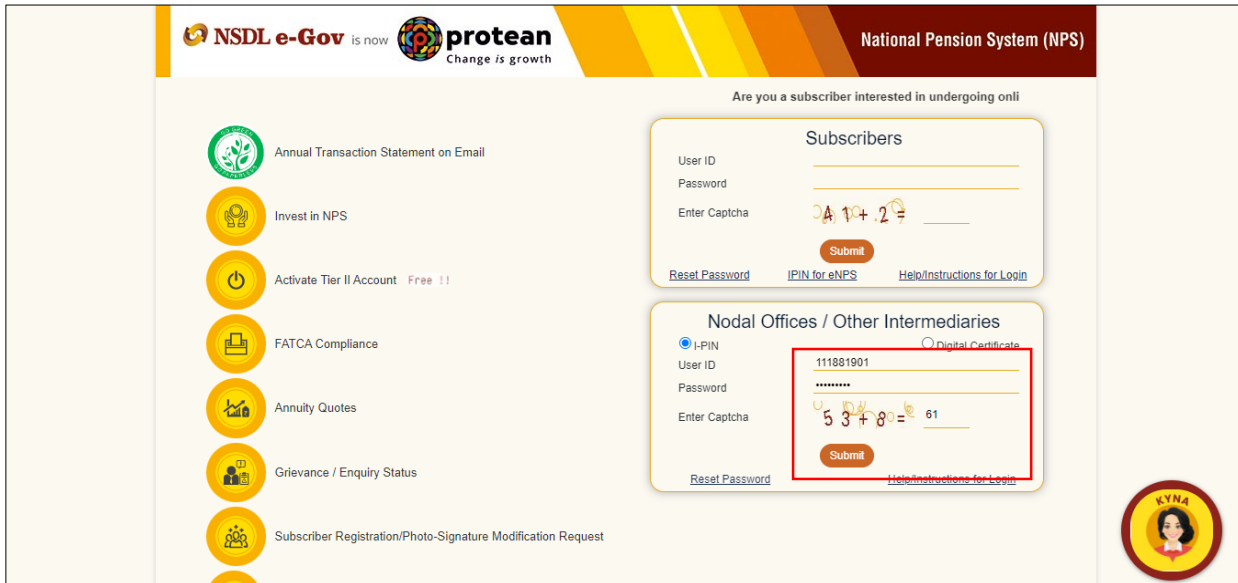 NSDL e-Gov is now protean
Change is growth
National Pension System (NPS)
Are you a subscriber interested in undergoing onli
GO GREEN
Annual Transaction Statement on Email
Invest in NPS
Activate Tier II Account Free !!
FATCA Compliance
Annuity Quotes
Grievance / Enquiry Status
Subscriber Registration/Photo-Signature Modification Request
Subscribers
User ID
Password
Enter Captcha 41 + 2 =
Submit
Reset Password IPIN for eNPS Help/Instructions for Login
Nodal Offices / Other Intermediaries
I-PIN Digital Certificate
User ID 111881901
Password •••••••••
Enter Captcha 53 + 8 = 61
Submit
Reset Password Help/Instructions for Login
KYNA